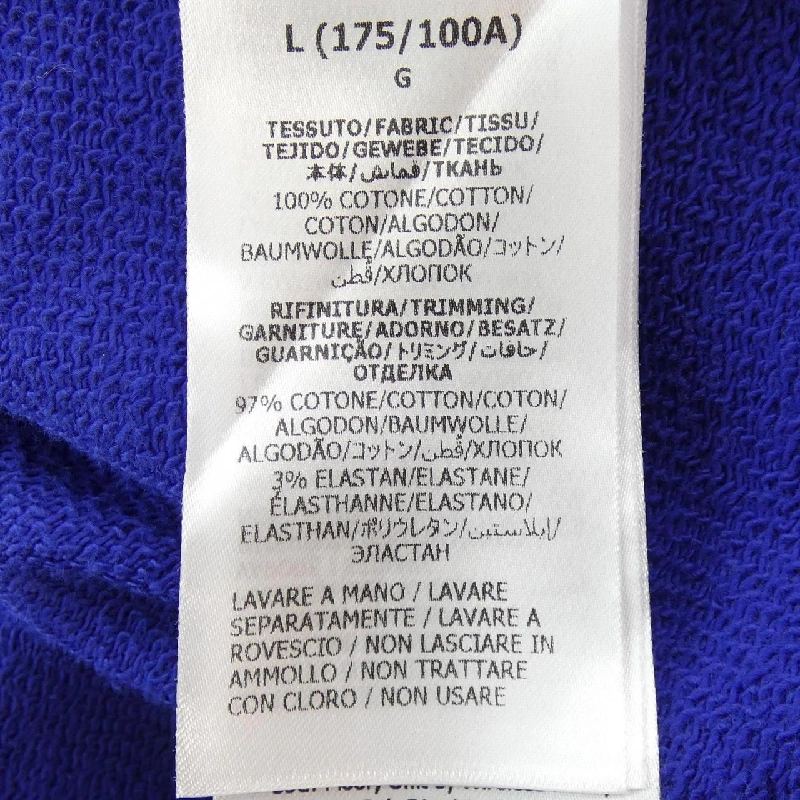 L (175/100A)
G
TESSUTO/FABRIC/TISSU/
TEJIDO/GEWEBE/TECIDO/
本体/قماش/ТКАНЬ
100% COTONE/COTTON/
COTON/ALGODON/
BAUMWOLLE/ALGODÃO/コットン/
قُطن/ХЛОПОК
RIFINITURA/TRIMMING/
GARNITURE/ADORNO/BESATZ/
GUARNIÇÃO/トリミング/حافات/
ОТДЕЛКА
97% COTONE/COTTON/COTON/
ALGODON/BAUMWOLLE/
ALGODÃO/コットン/قُطن/ХЛОПОК
3% ELASTAN/ELASTANE/
ÉLASTHANNE/ELASTANO/
ELASTHAN/ポリウレタン/إيلاستين/
ЭЛАСТАН
LAVARE A MANO / LAVARE
SEPARATAMENTE / LAVARE A
ROVESCIO / NON LASCIARE IN
AMMOLLO / NON TRATTARE
CON CLORO / NON USARE